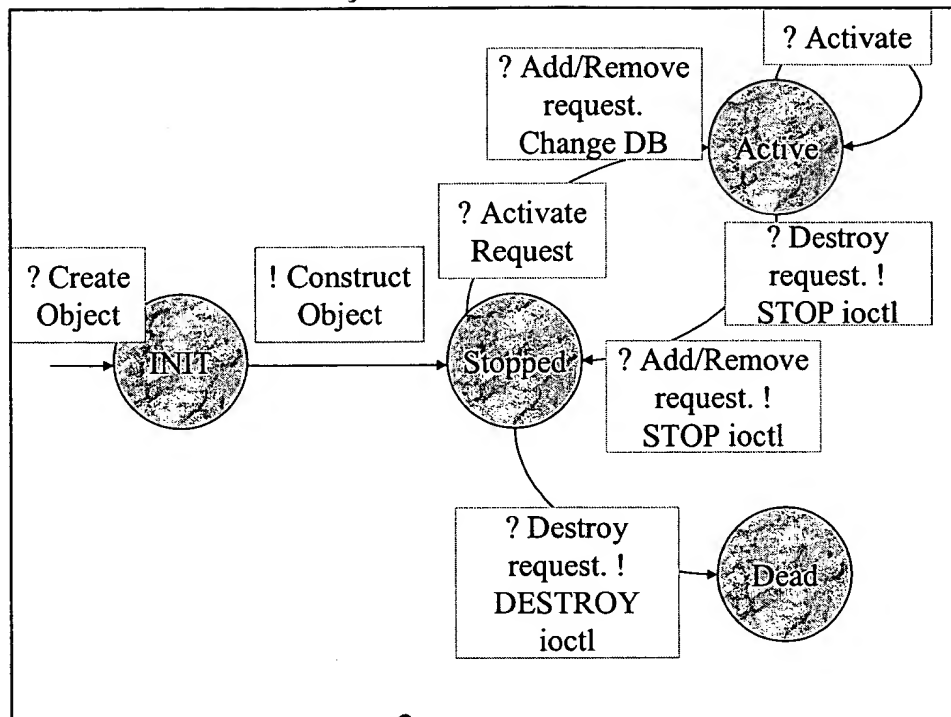 ? Activate
? Add/Remove
request.
Change DB
Active
? Activate
Request
? Destroy
request. !
STOP ioctl
? Create
Object
! Construct
Object
INIT
Stopped
? Add/Remove
request. !
STOP ioctl
? Destroy
request. !
DESTROY
ioctl
Dead